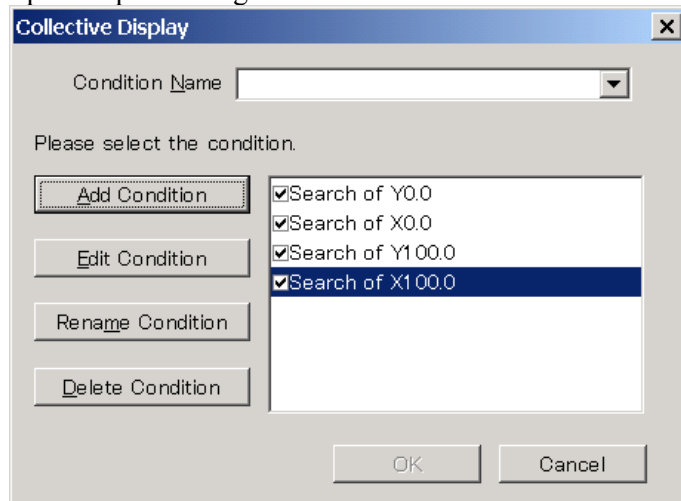 Collective Display
Condition Name
Please select the condition.
Add Condition
Edit Condition
Rename Condition
Delete Condition
Search of Y0.0
Search of X0.0
Search of Y100.0
Search of X100.0
OK
Cancel